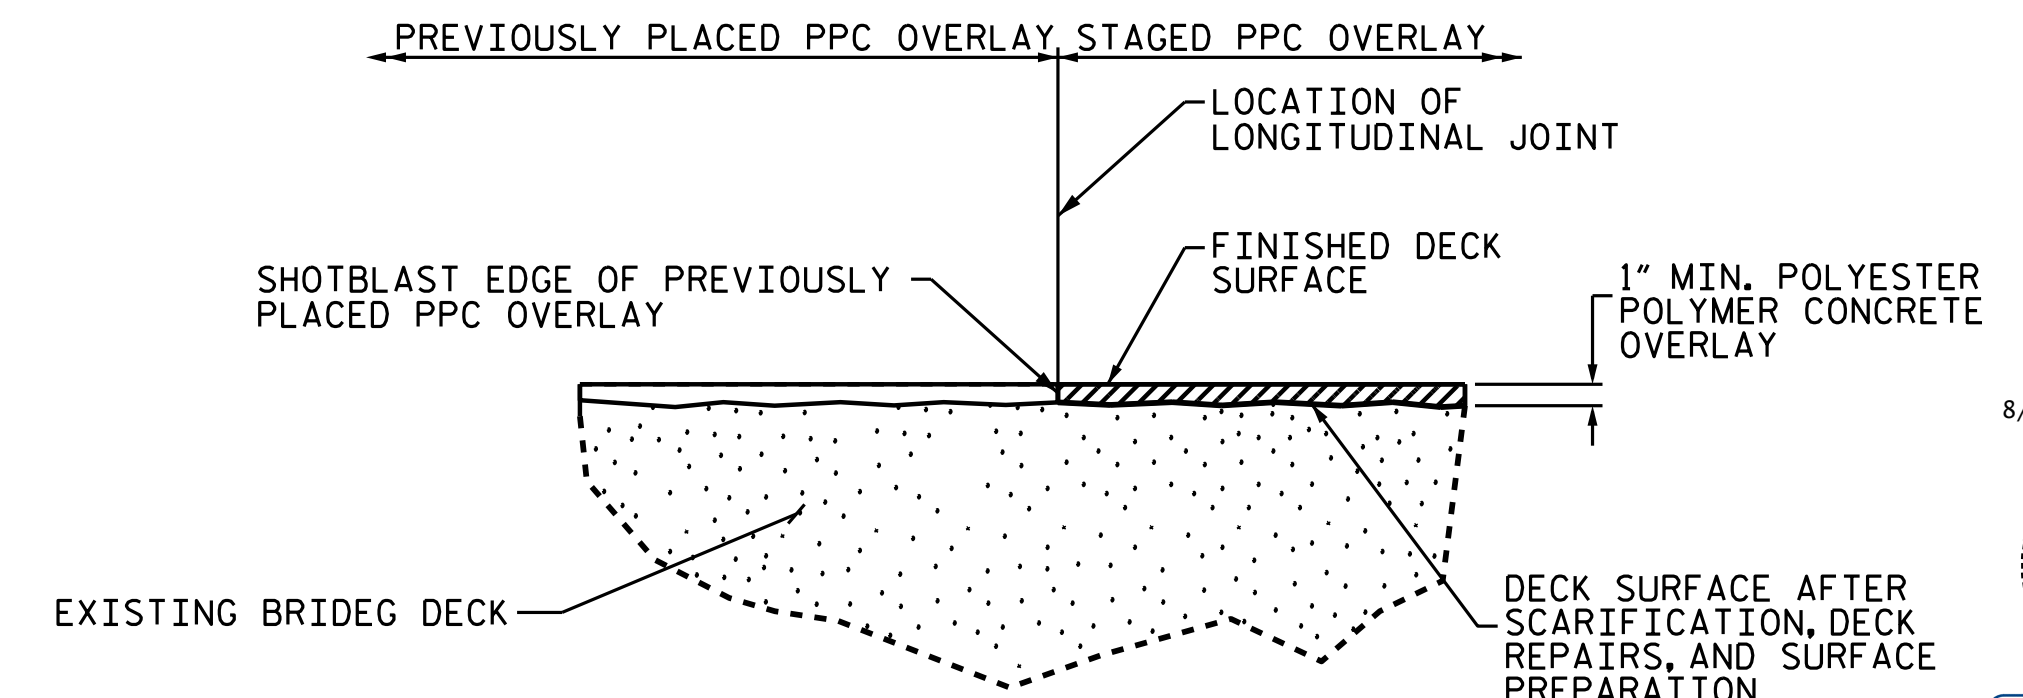 PREVIOUSLY PLACED PPC OVERLAY STAGED PPC OVERLAY
LOCATION OF
LONGITUDINAL JOINT
FINISHED DECK
SURFACE
SHOTBLAST EDGE OF PREVIOUSLY
PLACED PPC OVERLAY
1" MIN. POLYESTER
POLYMER CONCRETE
OVERLAY
8/
EXISTING BRIDEG DECK
DECK SURFACE AFTER
SCARIFICATION, DECK
REPAIRS, AND SURFACE
PREPARATION